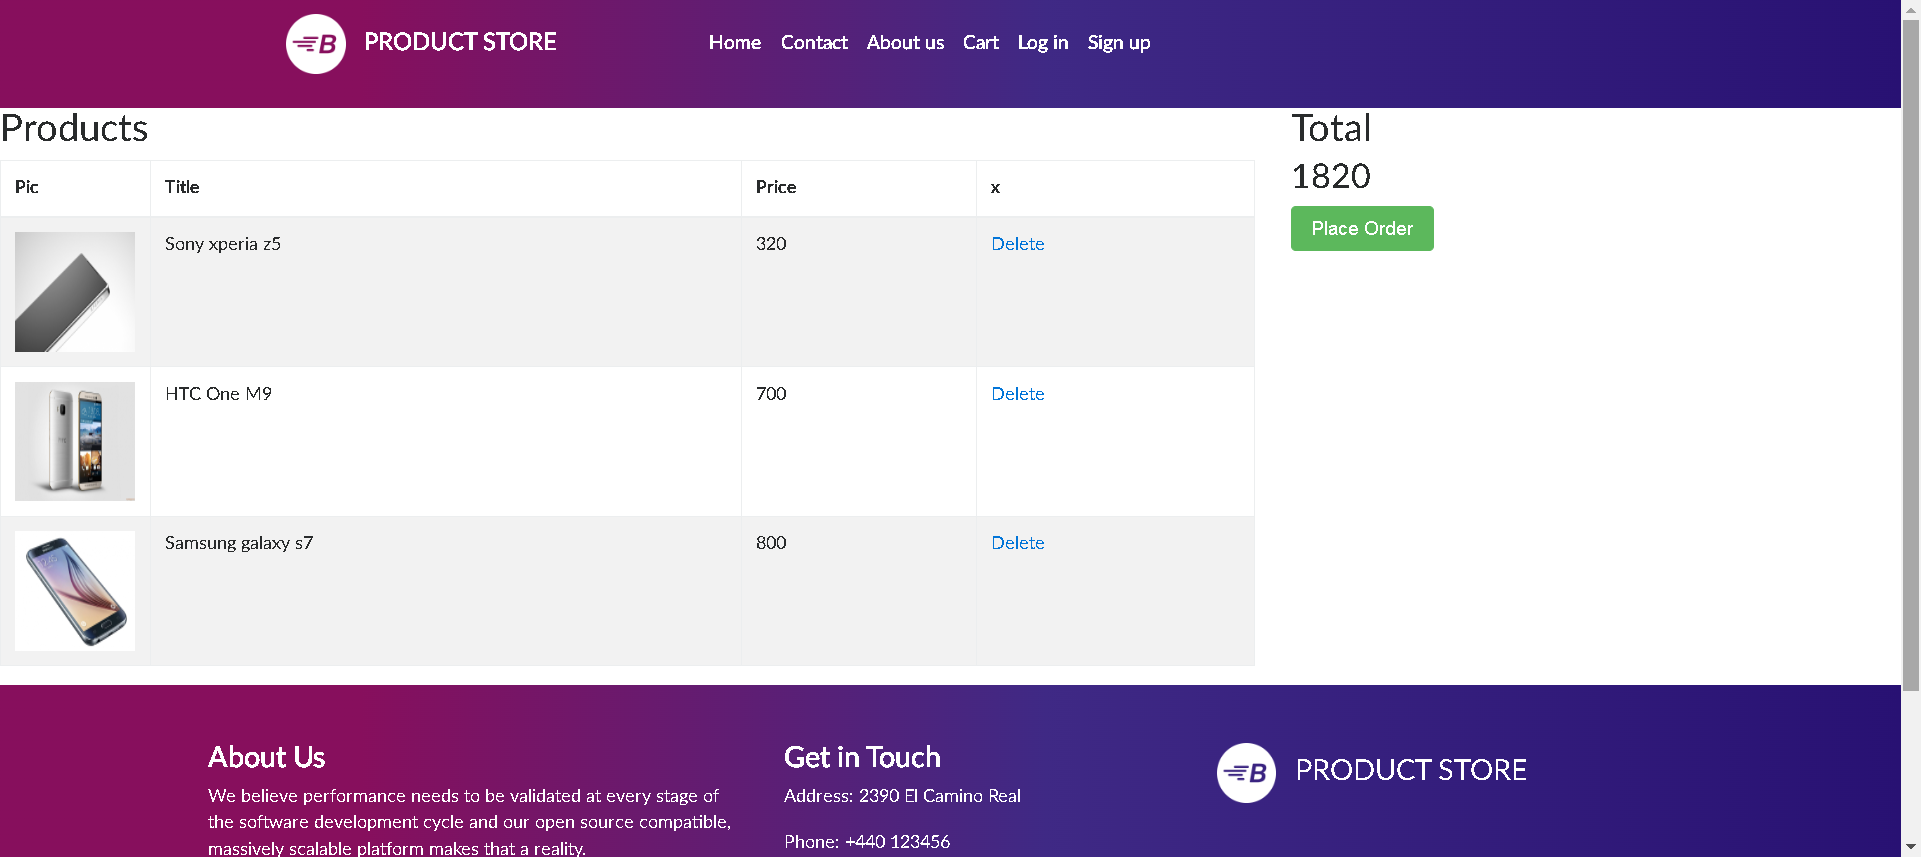 B PRODUCT STORE
Home Contact About us Cart Log in Sign up
Products
Total
1820
Place Order
Pic Title Price x
Sony xperia z5 320 Delete
HTC One M9 700 Delete
Samsung galaxy s7 800 Delete
About Us
We believe performance needs to be validated at every stage of
the software development cycle and our open source compatible,
massively scalable platform makes that a reality.
Get in Touch
Address: 2390 El Camino Real
Phone: +440 123456
B PRODUCT STORE